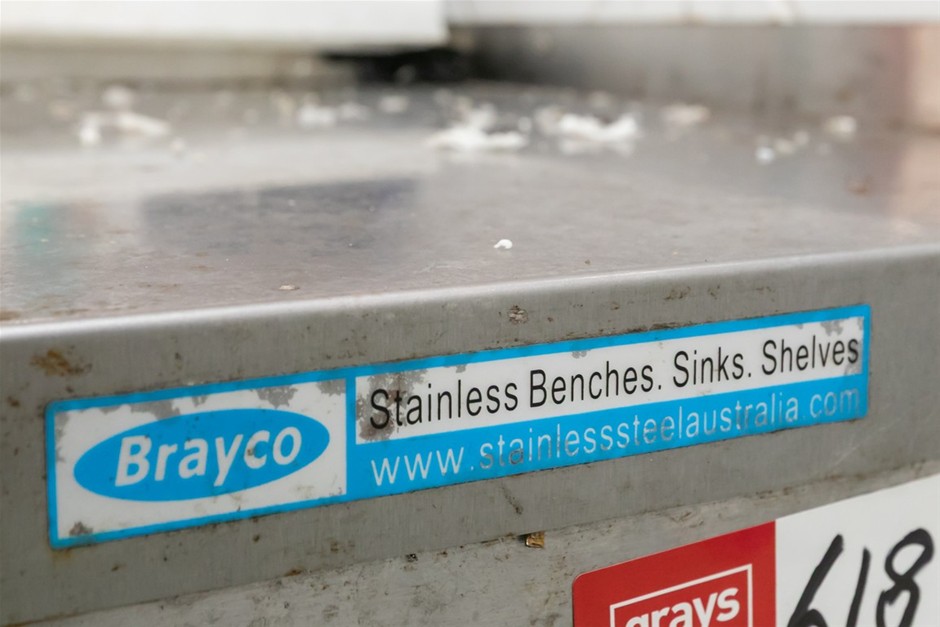 Brayco
Stainless Benches. Sinks. Shelves
www.stainlesssteelaustralia.com
grays
618